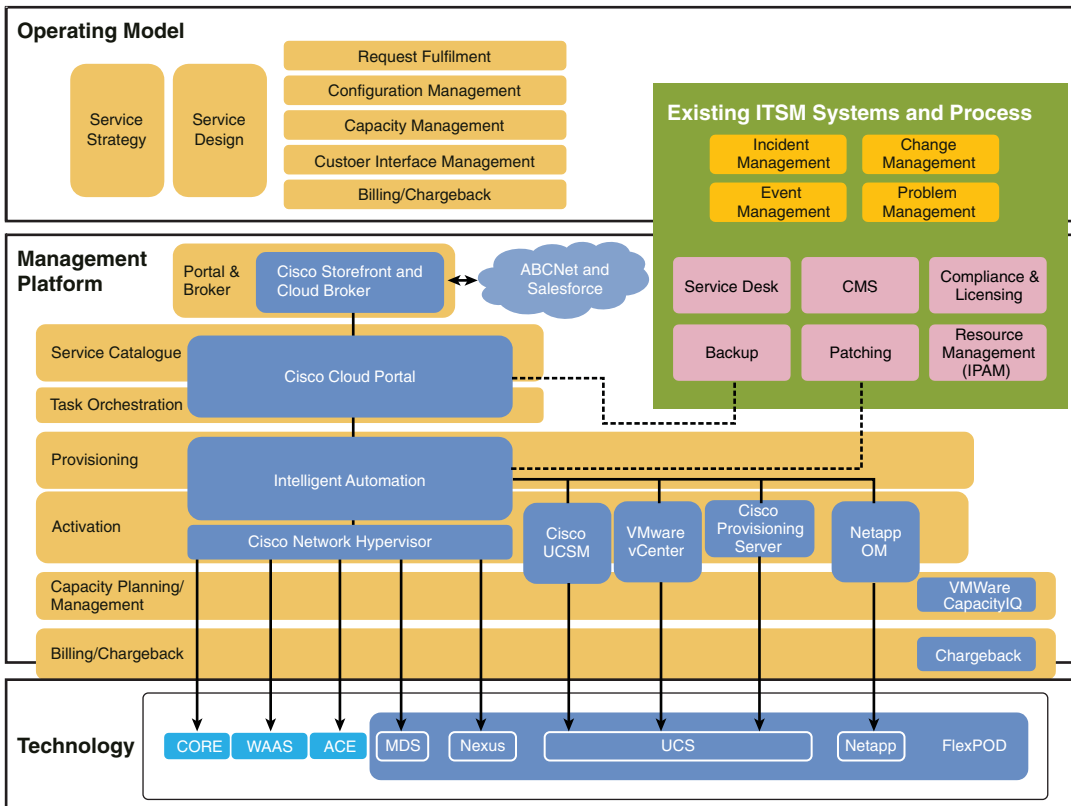 Operating Model
Service
Strategy
Service
Design
Request Fulfilment
Configuration Management
Capacity Management
Custoer Interface Management
Billing/Chargeback
Existing ITSM Systems and Process
Incident
Management
Change
Management
Event
Management
Problem
Management
Service Desk
CMS
Compliance &
Licensing
Backup
Patching
Resource
Management
(IPAM)
Management
Platform
Portal &
Broker
Cisco Storefront and
Cloud Broker
ABCNet and
Salesforce
Service Catalogue
Cisco Cloud Portal
Task Orchestration
Provisioning
Intelligent Automation
Activation
Cisco Network Hypervisor
Cisco
UCSM
VMware
vCenter
Cisco
Provisioning
Server
Netapp
OM
Capacity Planning/
Management
VMWare
CapacityIQ
Billing/Chargeback
Chargeback
Technology
CORE
WAAS
ACE
MDS
Nexus
UCS
Netapp
FlexPOD